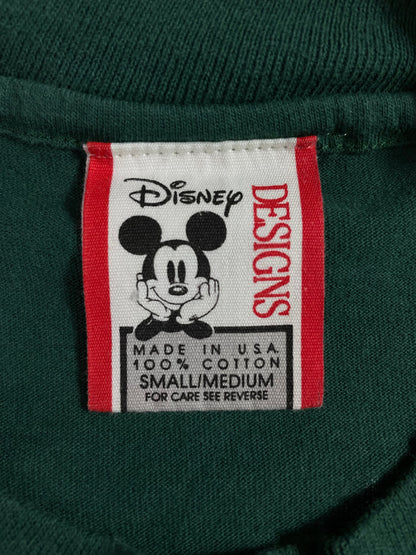 Disney
DESIGNS
MADE IN U.S.A.
100% COTTON
SMALL/MEDIUM
FOR CARE SEE REVERSE